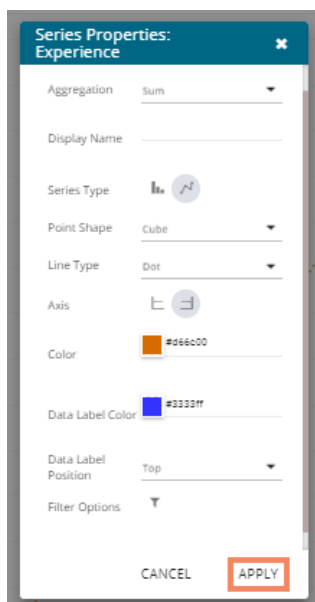 Series Properties:
Experience
Aggregation Sum
Display Name
Series Type
Point Shape Cube
Line Type Dot
Axis
Color #d66c00
Data Label Color #3333ff
Data Label
Position Top
Filter Options
CANCEL APPLY